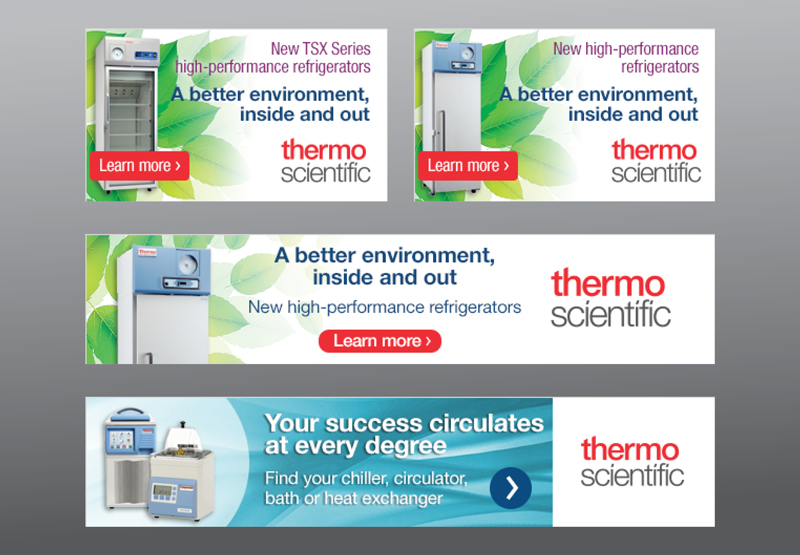 New TSX Series
high-performance refrigerators
A better environment,
inside and out
Learn more ›
thermo
scientific
New high-performance
refrigerators
A better environment,
inside and out
Learn more ›
thermo
scientific
A better environment,
inside and out
New high-performance refrigerators
Learn more ›
thermo
scientific
Your success circulates
at every degree
Find your chiller, circulator,
bath or heat exchanger
thermo
scientific